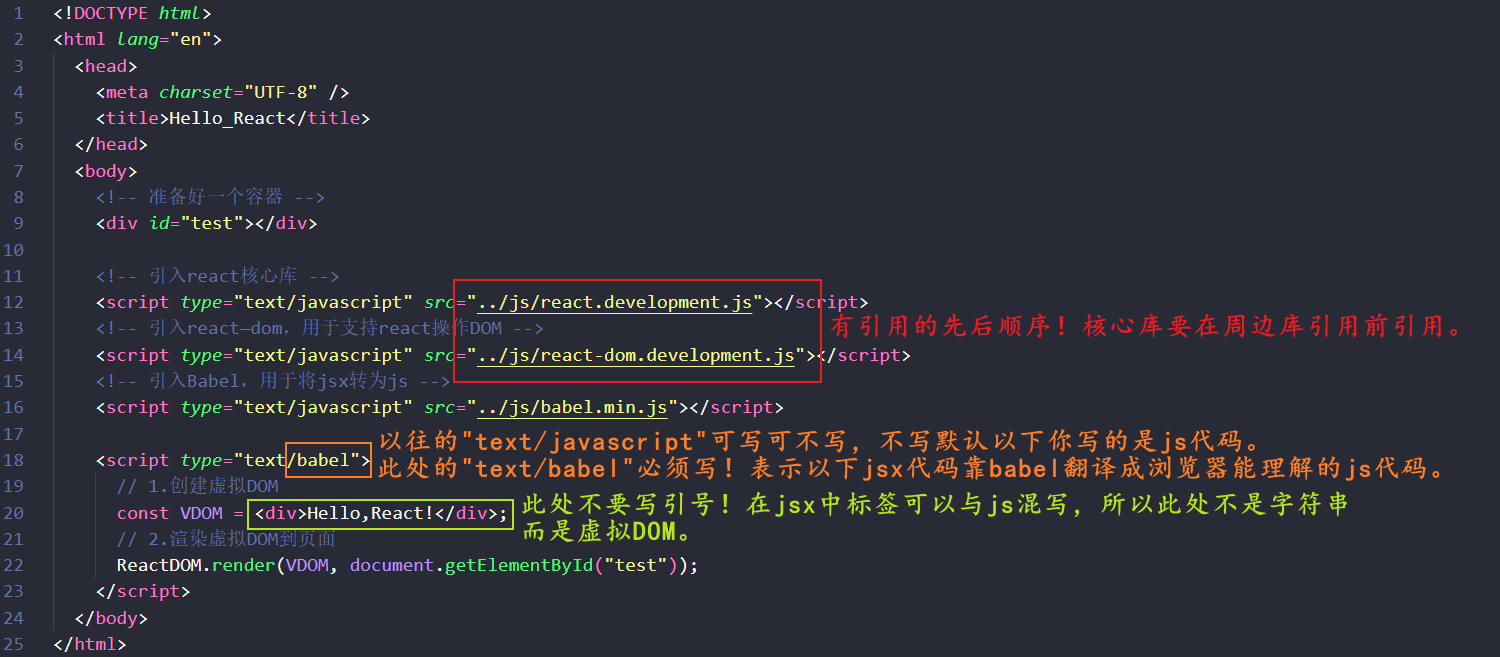 1 <!DOCTYPE html>
2 <html lang="en">
3 <head>
4 <meta charset="UTF-8" />
5 <title>Hello_React</title>
6 </head>
7 <body>
8 <!-- 准备好一个容器 -->
9 <div id="test"></div>
10
11 <!-- 引入react核心库 -->
12 <script type="text/javascript" src="../js/react.development.js"></script>
13 <!-- 引入react—dom，用于支持react操作DOM -->
有引用的先后顺序！核心库要在周边库引用前引用。
14 <script type="text/javascript" src="../js/react-dom.development.js"></script>
15 <!-- 引入Babel，用于将jsx转为js -->
16 <script type="text/javascript" src="../js/babel.min.js"></script>
17
以往的"text/javascript"可写可不写，不写默认以下你写的是js代码。
18 <script type="text/babel">
此处的"text/babel"必须写！表示以下jsx代码靠babel翻译成浏览器能理解的js代码。
19 // 1.创建虚拟DOM
20 const VDOM = <div>Hello,React!</div>;
此处不要写引号！在jsx中标签可以与js混写，所以此处不是字符串
而是虚拟DOM。
21 // 2.渲染虚拟DOM到页面
22 ReactDOM.render(VDOM, document.getElementById("test"));
23 </script>
24 </body>
25 </html>